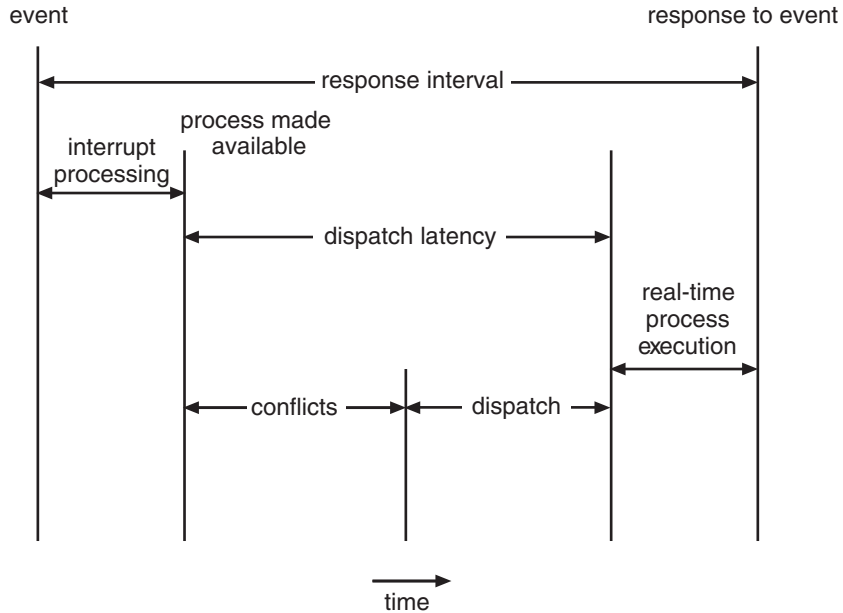 event
response to event
response interval
process made
available
interrupt
processing
dispatch latency
real-time
process
execution
conflicts
dispatch
time